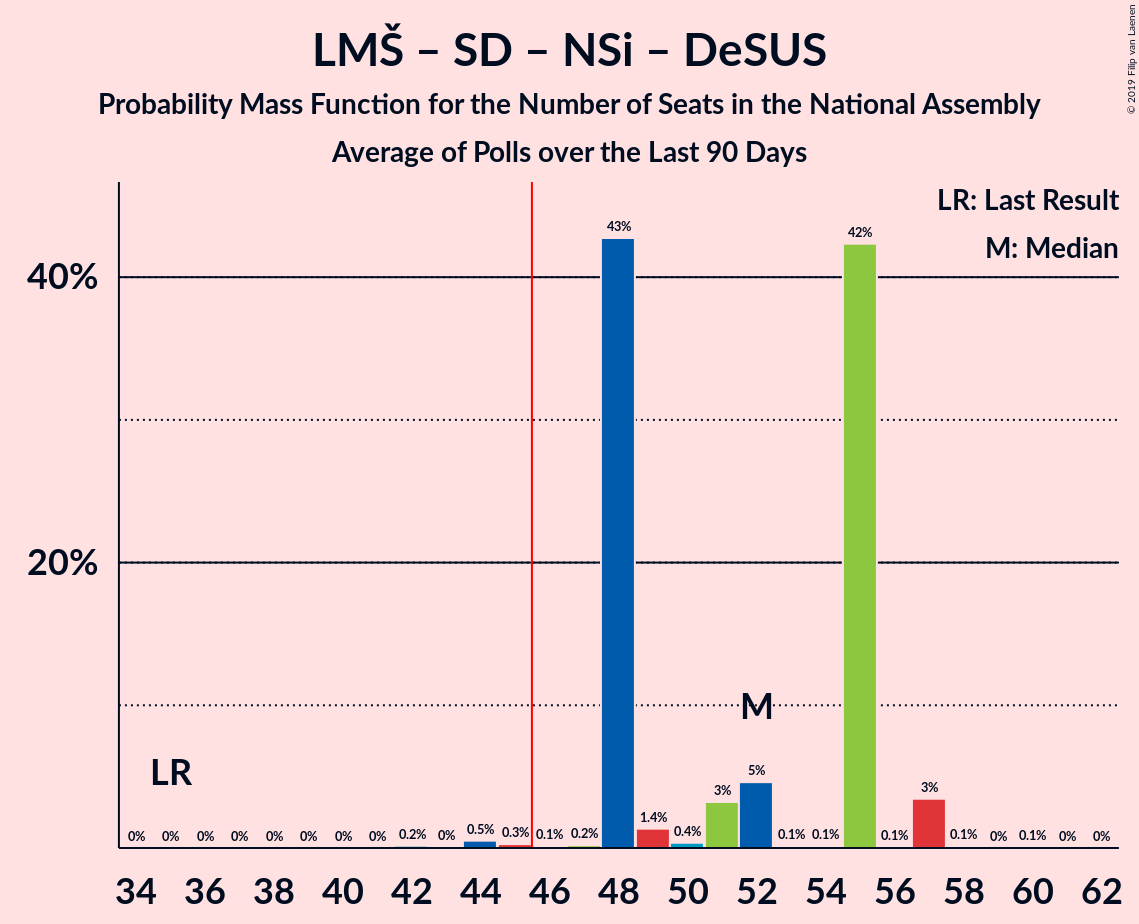 LMŠ – SD – NSi – DeSUS
Probability Mass Function for the Number of Seats in the National Assembly
Average of Polls over the Last 90 Days
© 2019 Filip van Laenen
LR: Last Result
M: Median
43%
42%
40%
20%
M
LR
5%
3%
3%
0% 0% 0% 0% 0% 0% 0% 0% 0.2% 0% 0.5% 0.3% 0.1% 0.2% 1.4% 0.4% 0.1% 0.1% 0.1% 0.1% 0% 0.1% 0% 0%
34 36 38 40 42 44 46 48 50 52 54 56 58 60 62